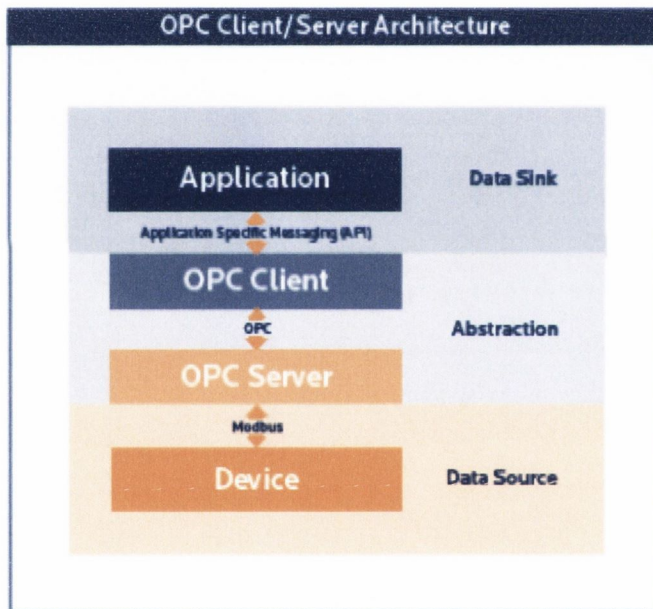 OPC Client/Server Architecture
Application
Data Sink
Application Specific Messaging (API)
OPC Client
OPC
Abstraction
OPC Server
Modbus
Device
Data Source